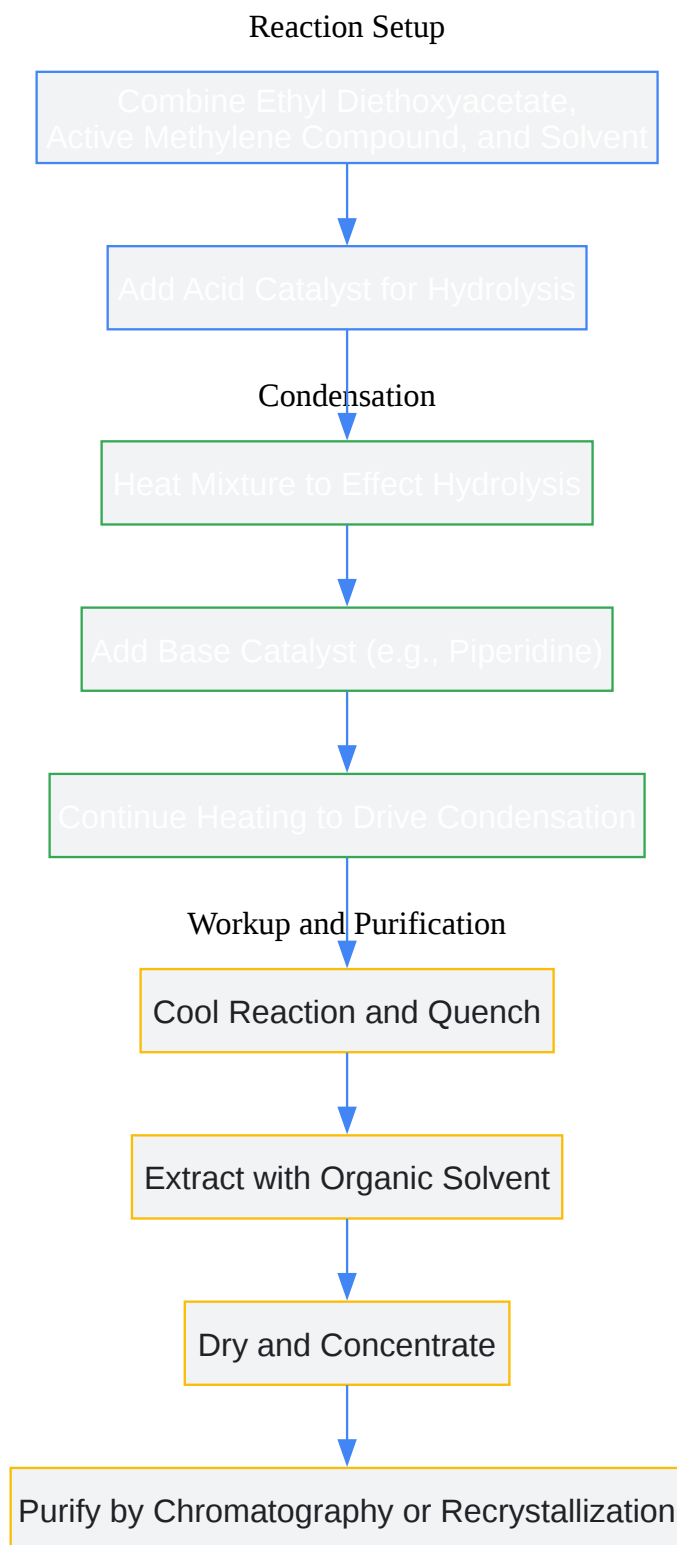 Reaction Setup
Combine Ethyl Diethoxyacetate,
Active Methylene Compound, and Solvent
Add Acid Catalyst for Hydrolysis
Condensation
Heat Mixture to Effect Hydrolysis
Add Base Catalyst (e.g., Piperidine)
Continue Heating to Drive Condensation
Workup and Purification
Cool Reaction and Quench
Extract with Organic Solvent
Dry and Concentrate
Purify by Chromatography or Recrystallization